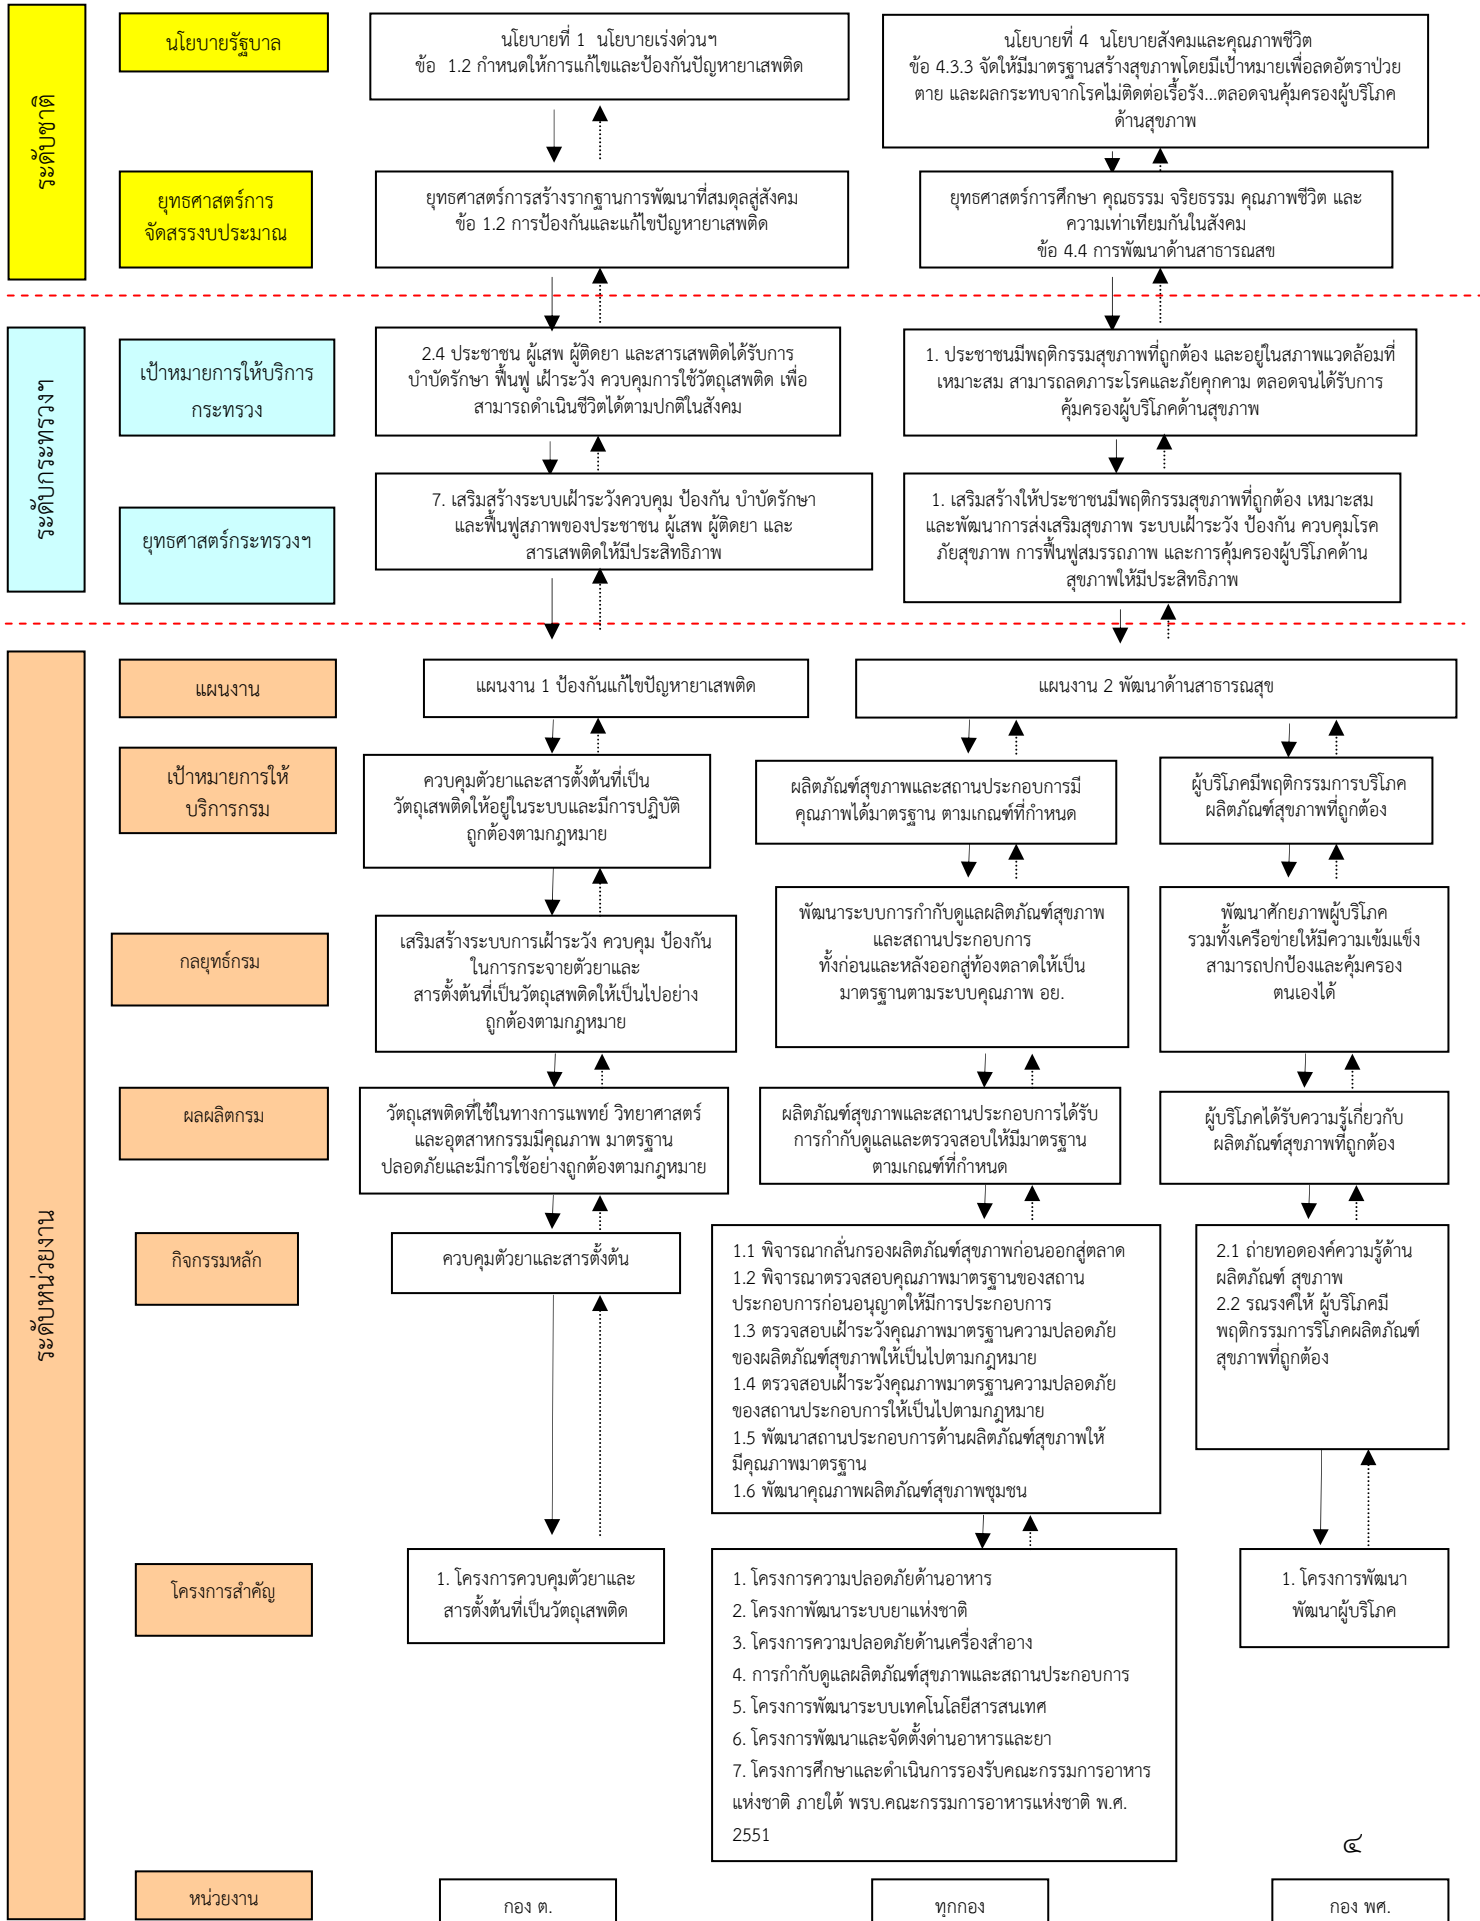 ระดับชาติ
นโยบายรัฐบาล
นโยบายที่ 1  นโยบายเร่งด่วนฯ
ข้อ  1.2 กำหนดให้การแก้ไขและป้องกันปัญหายาเสพติด
นโยบายที่ 4  นโยบายสังคมและคุณภาพชีวิต
ข้อ 4.3.3 จัดให้มีมาตรฐานสร้างสุขภาพโดยมีเป้าหมายเพื่อลดอัตราป่วย
ตาย และผลกระทบจากโรคไม่ติดต่อเรื้อรัง...ตลอดจนคุ้มครองผู้บริโภค
ด้านสุขภาพ
ยุทธศาสตร์การ
จัดสรรงบประมาณ
ยุทธศาสตร์การสร้างรากฐานการพัฒนาที่สมดุลสู่สังคม
ข้อ 1.2 การป้องกันและแก้ไขปัญหายาเสพติด
ยุทธศาสตร์การศึกษา คุณธรรม จริยธรรม คุณภาพชีวิต และ
ความเท่าเทียมกันในสังคม
ข้อ 4.4 การพัฒนาด้านสาธารณสข
ระดับกระทรวงฯ
เป้าหมายการให้บริการ
กระทรวง
2.4 ประชาชน ผู้เสพ ผู้ติดยา และสารเสพติดได้รับการ
บำบัดรักษา ฟื้นฟู เฝ้าระวัง ควบคุมการใช้วัตถุเสพติด เพื่อ
สามารถดำเนินชีวิตได้ตามปกติในสังคม
1. ประชาชนมีพฤติกรรมสุขภาพที่ถูกต้อง และอยู่ในสภาพแวดล้อมที่
เหมาะสม สามารถลดภาระโรคและภัยคุกคาม ตลอดจนได้รับการ
คุ้มครองผู้บริโภคด้านสุขภาพ
ยุทธศาสตร์กระทรวงฯ
7. เสริมสร้างระบบเฝ้าระวังควบคุม ป้องกัน บำบัดรักษา
และฟื้นฟูสภาพของประชาชน ผู้เสพ ผู้ติดยา และ
สารเสพติดให้มีประสิทธิภาพ
1. เสริมสร้างให้ประชาชนมีพฤติกรรมสุขภาพที่ถูกต้อง เหมาะสม
และพัฒนาการส่งเสริมสุขภาพ ระบบเฝ้าระวัง ป้องกัน ควบคุมโรค
ภัยสุขภาพ การฟื้นฟูสมรรถภาพ และการคุ้มครองผู้บริโภคด้าน
สุขภาพให้มีประสิทธิภาพ
ระดับหน่วยงาน
แผนงาน
แผนงาน 1 ป้องกันแก้ไขปัญหายาเสพติด
แผนงาน 2 พัฒนาด้านสาธารณสุข
เป้าหมายการให้
บริการกรม
ควบคุมตัวยาและสารตั้งต้นที่เป็น
วัตถุเสพติดให้อยู่ในระบบและมีการปฏิบัติ
ถูกต้องตามกฎหมาย
ผลิตภัณฑ์สุขภาพและสถานประกอบการมี
คุณภาพได้มาตรฐาน ตามเกณฑ์ที่กำหนด
ผู้บริโภคมีพฤติกรรมการบริโภค
ผลิตภัณฑ์สุขภาพที่ถูกต้อง
กลยุทธ์กรม
เสริมสร้างระบบการเฝ้าระวัง ควบคุม ป้องกัน
ในการกระจายตัวยาและ
สารตั้งต้นที่เป็นวัตถุเสพติดให้เป็นไปอย่าง
ถูกต้องตามกฎหมาย
พัฒนาระบบการกำกับดูแลผลิตภัณฑ์สุขภาพ
และสถานประกอบการ
ทั้งก่อนและหลังออกสู่ท้องตลาดให้เป็น
มาตรฐานตามระบบคุณภาพ อย.
พัฒนาศักยภาพผู้บริโภค
รวมทั้งเครือข่ายให้มีความเข้มแข็ง
สามารถปกป้องและคุ้มครอง
ตนเองได้
ผลผลิตกรม
วัตถุเสพติดที่ใช้ในทางการแพทย์ วิทยาศาสตร์
และอุตสาหกรรมมีคุณภาพ มาตรฐาน
ปลอดภัยและมีการใช้อย่างถูกต้องตามกฎหมาย
ผลิตภัณฑ์สุขภาพและสถานประกอบการได้รับ
การกำกับดูแลและตรวจสอบให้มีมาตรฐาน
ตามเกณฑ์ที่กำหนด
ผู้บริโภคได้รับความรู้เกี่ยวกับ
ผลิตภัณฑ์สุขภาพที่ถูกต้อง
กิจกรรมหลัก
ควบคุมตัวยาและสารตั้งต้น
1.1 พิจารณากลั่นกรองผลิตภัณฑ์สุขภาพก่อนออกสู่ตลาด
1.2 พิจารณาตรวจสอบคุณภาพมาตรฐานของสถาน
ประกอบการก่อนอนุญาตให้มีการประกอบการ
1.3 ตรวจสอบเฝ้าระวังคุณภาพมาตรฐานความปลอดภัย
ของผลิตภัณฑ์สุขภาพให้เป็นไปตามกฎหมาย
1.4 ตรวจสอบเฝ้าระวังคุณภาพมาตรฐานความปลอดภัย
ของสถานประกอบการให้เป็นไปตามกฎหมาย
1.5 พัฒนาสถานประกอบการด้านผลิตภัณฑ์สุขภาพให้
มีคุณภาพมาตรฐาน
1.6 พัฒนาคุณภาพผลิตภัณฑ์สุขภาพชุมชน
2.1 ถ่ายทอดองค์ความรู้ด้าน
ผลิตภัณฑ์ สุขภาพ
2.2 รณรงค์ให้ ผู้บริโภคมี
พฤติกรรมการริโภคผลิตภัณฑ์
สุขภาพที่ถูกต้อง
โครงการสำคัญ
1. โครงการควบคุมตัวยาและ
สารตั้งต้นที่เป็นวัตถุเสพติด
1. โครงการความปลอดภัยด้านอาหาร
2. โครงกาพัฒนาระบบยาแห่งชาติ
3. โครงการความปลอดภัยด้านเครื่องสำอาง
4. การกำกับดูแลผลิตภัณฑ์สุขภาพและสถานประกอบการ
5. โครงการพัฒนาระบบเทคโนโลยีสารสนเทศ
6. โครงการพัฒนาและจัดตั้งด่านอาหารและยา
7. โครงการศึกษาและดำเนินการรองรับคณะกรรมการอาหาร
แห่งชาติ ภายใต้ พรบ.คณะกรรมการอาหารแห่งชาติ พ.ศ.
2551
1. โครงการพัฒนา
พัฒนาผู้บริโภค
๔
หน่วยงาน
กอง ต.
ทุกกอง
กอง พศ.